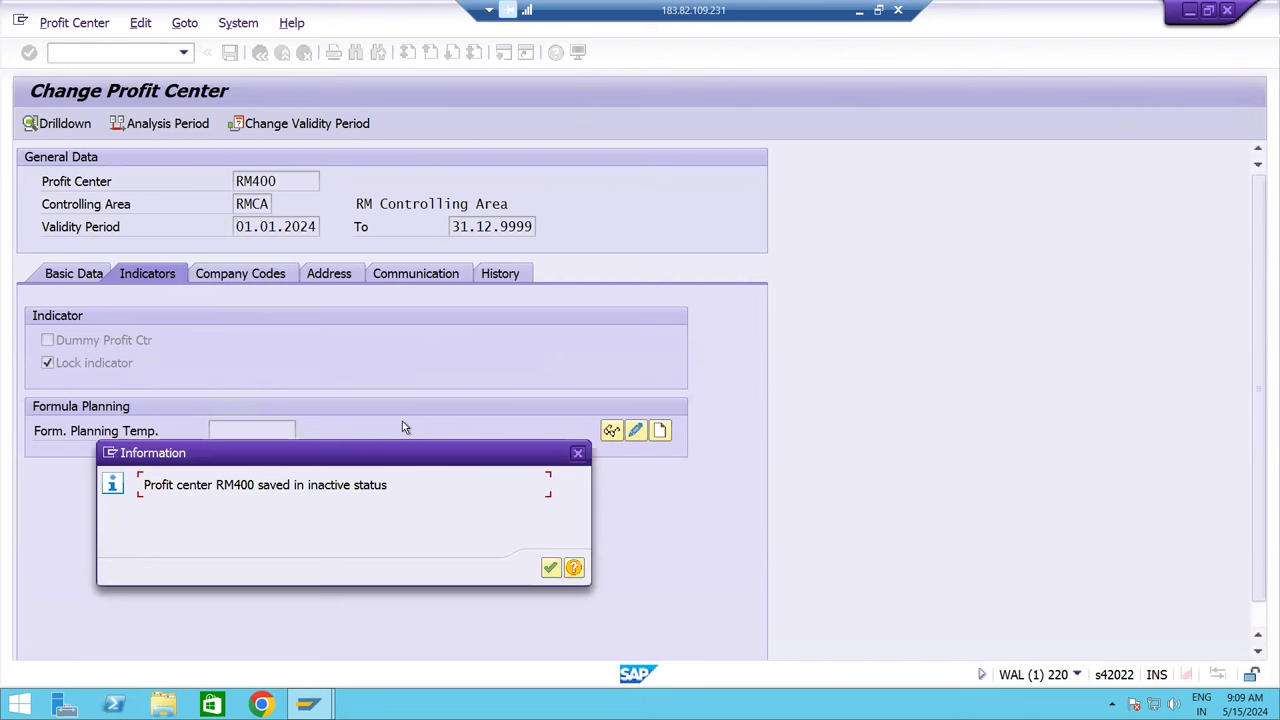 183.82.109.231
Profit Center Edit Goto System Help
Change Profit Center
Drilldown Analysis Period Change Validity Period
General Data
Profit Center RM400
Controlling Area RMCA RM Controlling Area
Validity Period 01.01.2024 To 31.12.9999
Basic Data Indicators Company Codes Address Communication History
Indicator
Dummy Profit Ctr
Lock indicator
Formula Planning
Form. Planning Temp.
Information
Profit center RM400 saved in inactive status
SAP WAL (1) 220 s42022 INS
ENG 9:09 AM
IN 5/15/2024